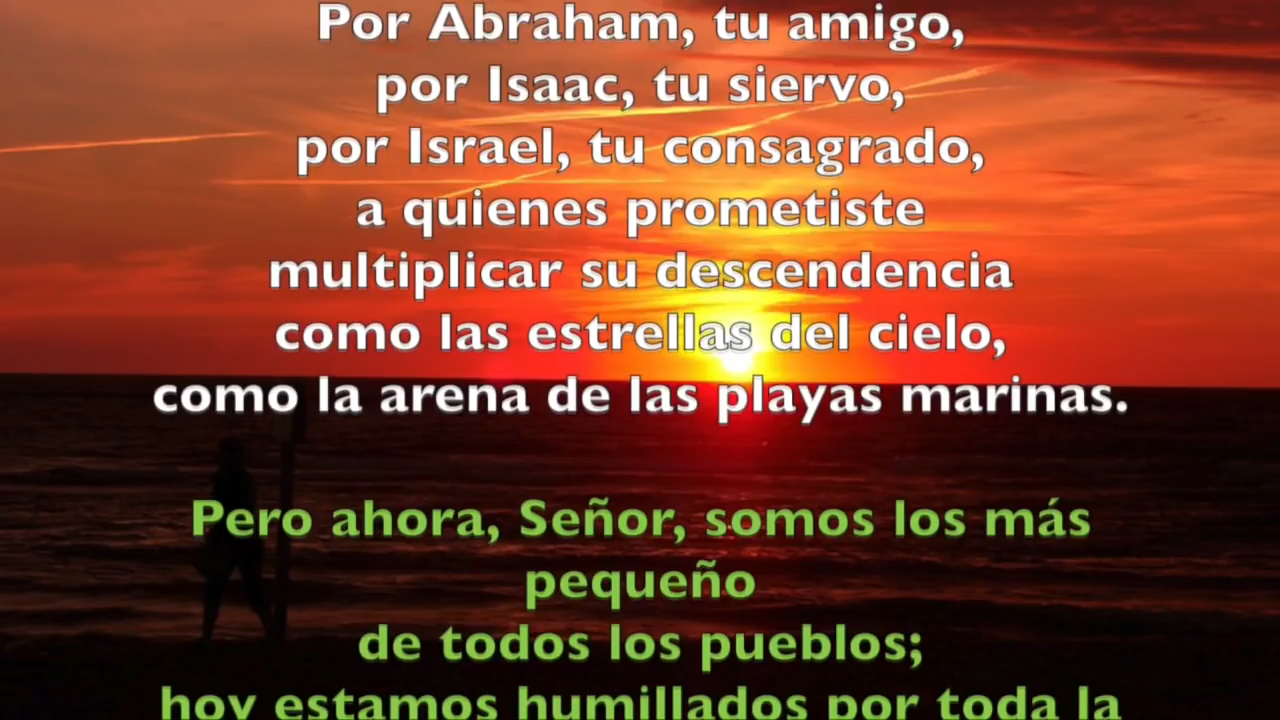 Por Abraham, tu amigo,
por Isaac, tu siervo,
por Israel, tu consagrado,
a quienes prometiste
multiplicar su descendencia
como las estrellas del cielo,
como la arena de las playas marinas.
Pero ahora, Señor, somos los más
pequeño
de todos los pueblos;
hoy estamos humillados por toda la